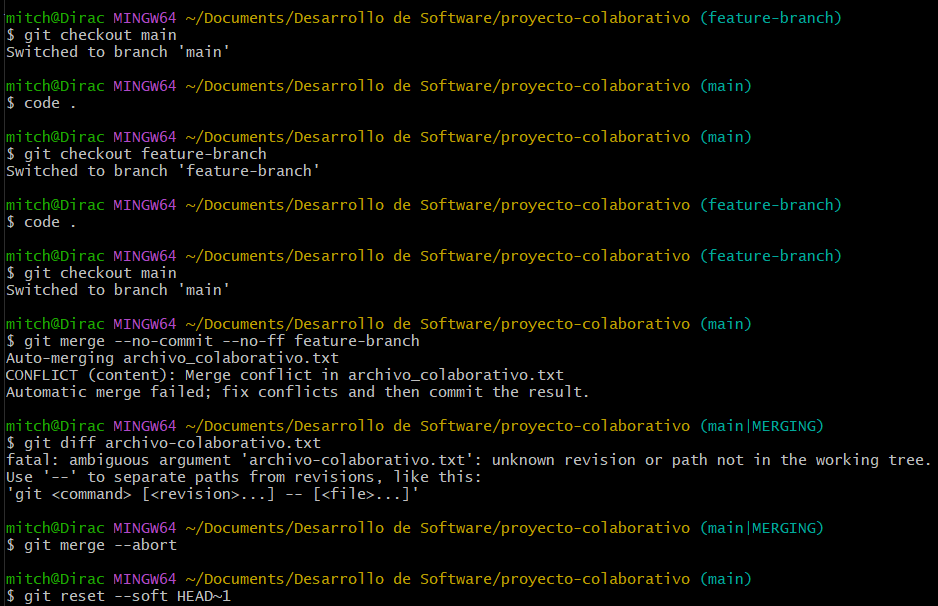 mitch@Dirac MINGW64 ~/Documents/Desarrollo de Software/proyecto-colaborativo (feature-branch)
$ git checkout main
Switched to branch 'main'
mitch@Dirac MINGW64 ~/Documents/Desarrollo de Software/proyecto-colaborativo (main)
$ code .
mitch@Dirac MINGW64 ~/Documents/Desarrollo de Software/proyecto-colaborativo (main)
$ git checkout feature-branch
Switched to branch 'feature-branch'
mitch@Dirac MINGW64 ~/Documents/Desarrollo de Software/proyecto-colaborativo (feature-branch)
$ code .
mitch@Dirac MINGW64 ~/Documents/Desarrollo de Software/proyecto-colaborativo (feature-branch)
$ git checkout main
Switched to branch 'main'
mitch@Dirac MINGW64 ~/Documents/Desarrollo de Software/proyecto-colaborativo (main)
$ git merge --no-commit --no-ff feature-branch
Auto-merging archivo_colaborativo.txt
CONFLICT (content): Merge conflict in archivo_colaborativo.txt
Automatic merge failed; fix conflicts and then commit the result.
mitch@Dirac MINGW64 ~/Documents/Desarrollo de Software/proyecto-colaborativo (main|MERGING)
$ git diff archivo-colaborativo.txt
fatal: ambiguous argument 'archivo-colaborativo.txt': unknown revision or path not in the working tree.
Use '--' to separate paths from revisions, like this:
'git <command> [<revision>...] -- [<file>...]'
mitch@Dirac MINGW64 ~/Documents/Desarrollo de Software/proyecto-colaborativo (main|MERGING)
$ git merge --abort
mitch@Dirac MINGW64 ~/Documents/Desarrollo de Software/proyecto-colaborativo (main)
$ git reset --soft HEAD~1